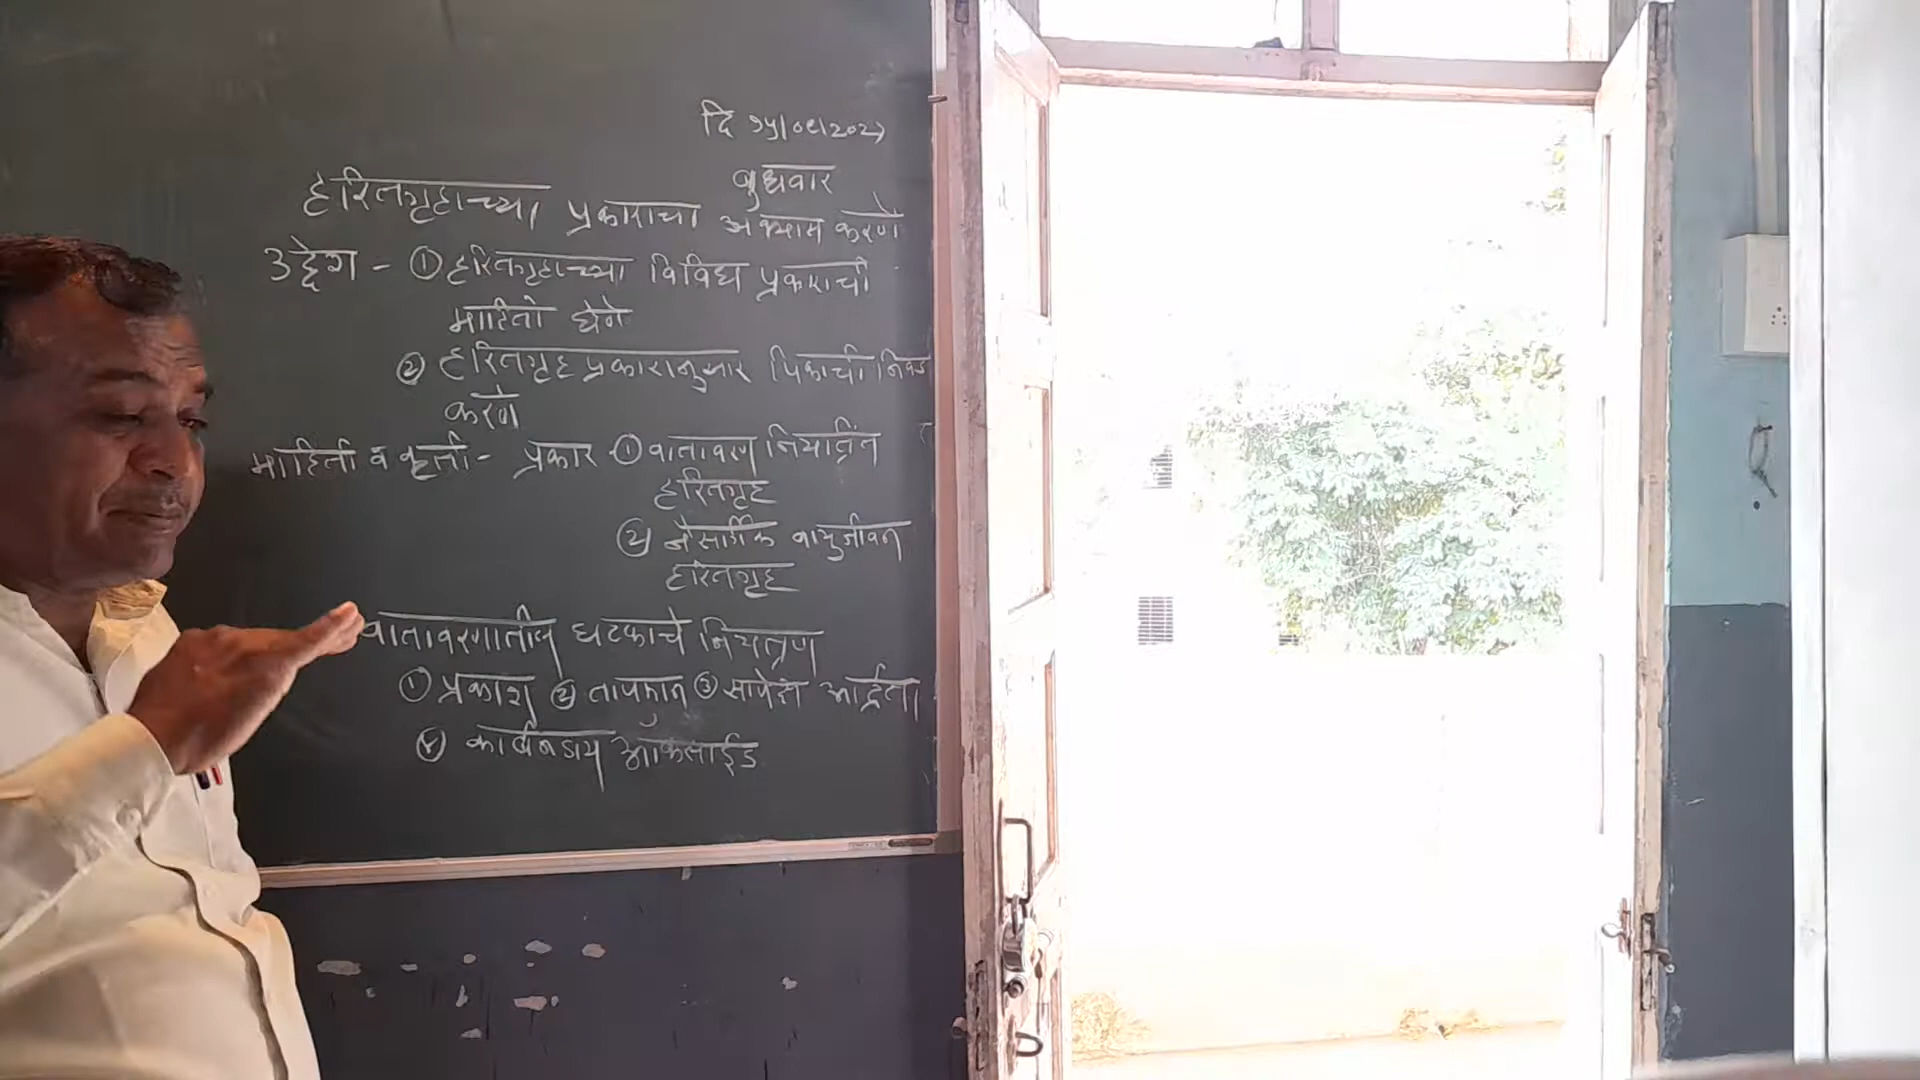 दि १५/०९/२०२१
बुधवार
हरितगृहाच्या प्रकाराचा अभ्यास करणे
उद्देश - ① हरितगृहाच्या विविध प्रकाराची
माहिती घेणे
② हरितगृह प्रकारानुसार पिकाची निवड
करणे
माहिती व कृती - प्रकार - ① वातावरण नियंत्रित
हरितगृह
② नैसर्गिक वायुजीवन
हरितगृह
वातावरणातील घटकाचे नियंत्रण
① प्रकाश ② तापमान ③ सापेक्ष आर्द्रता
④ कार्बनडाय ऑक्साईड